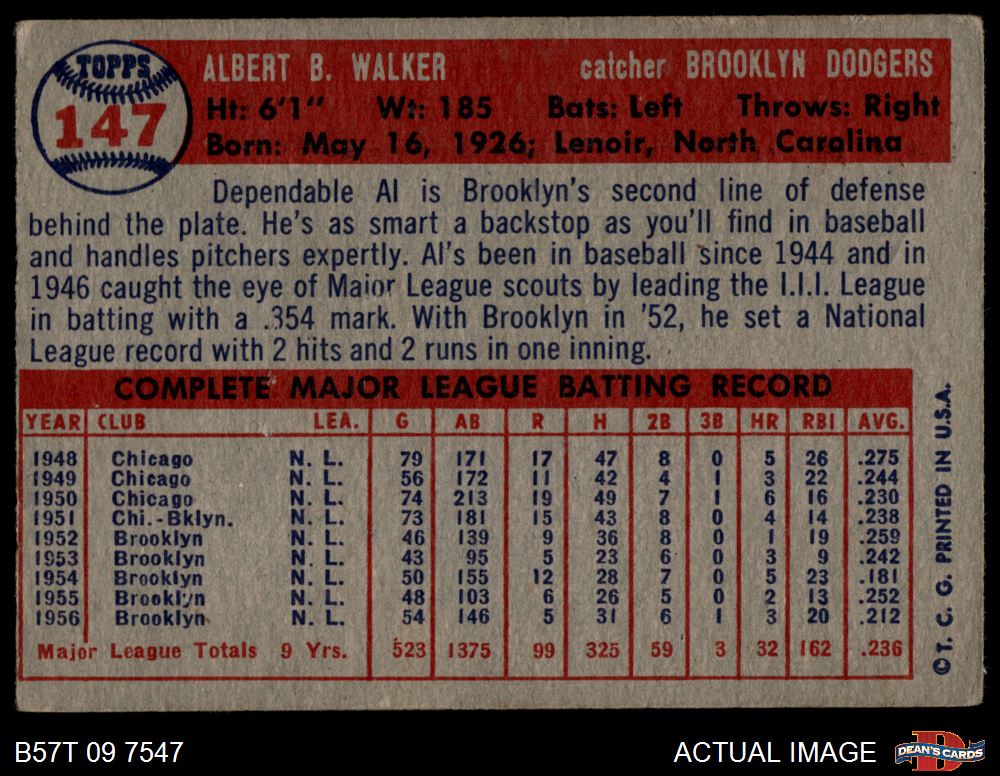 TOPPS
147
ALBERT B. WALKER catcher BROOKLYN DODGERS
Ht: 6'1" Wt: 185 Bats: Left Throws: Right
Born: May 16, 1926; Lenoir, North Carolina
Dependable Al is Brooklyn's second line of defense
behind the plate. He's as smart a backstop as you'll find in baseball
and handles pitchers expertly. Al's been in baseball since 1944 and in
1946 caught the eye of Major League scouts by leading the I.I.I. League
in batting with a .354 mark. With Brooklyn in '52, he set a National
League record with 2 hits and 2 runs in one inning.
COMPLETE MAJOR LEAGUE BATTING RECORD
YEAR CLUB LEA. G AB R H 2B 3B HR RBI AVG.
1948 Chicago N. L. 79 171 17 47 8 0 5 26 .275
1949 Chicago N. L. 56 172 11 42 4 1 3 22 .244
1950 Chicago N. L. 74 213 19 49 7 1 6 16 .230
1951 Chi.-Bklyn. N. L. 73 181 15 43 8 0 4 14 .238
1952 Brooklyn N. L. 46 139 9 36 8 0 1 19 .259
1953 Brooklyn N. L. 43 95 5 23 6 0 3 9 .242
1954 Brooklyn N. L. 50 155 12 28 7 0 5 23 .181
1955 Brooklyn N. L. 48 103 6 26 5 0 2 13 .252
1956 Brooklyn N. L. 54 146 5 31 6 1 3 20 .212
Major League Totals 9 Yrs. 523 1375 99 325 59 3 32 162 .236
©T. C. G. PRINTED IN U.S.A.
B57T 09 7547
ACTUAL IMAGE
DEAN'S CARDS